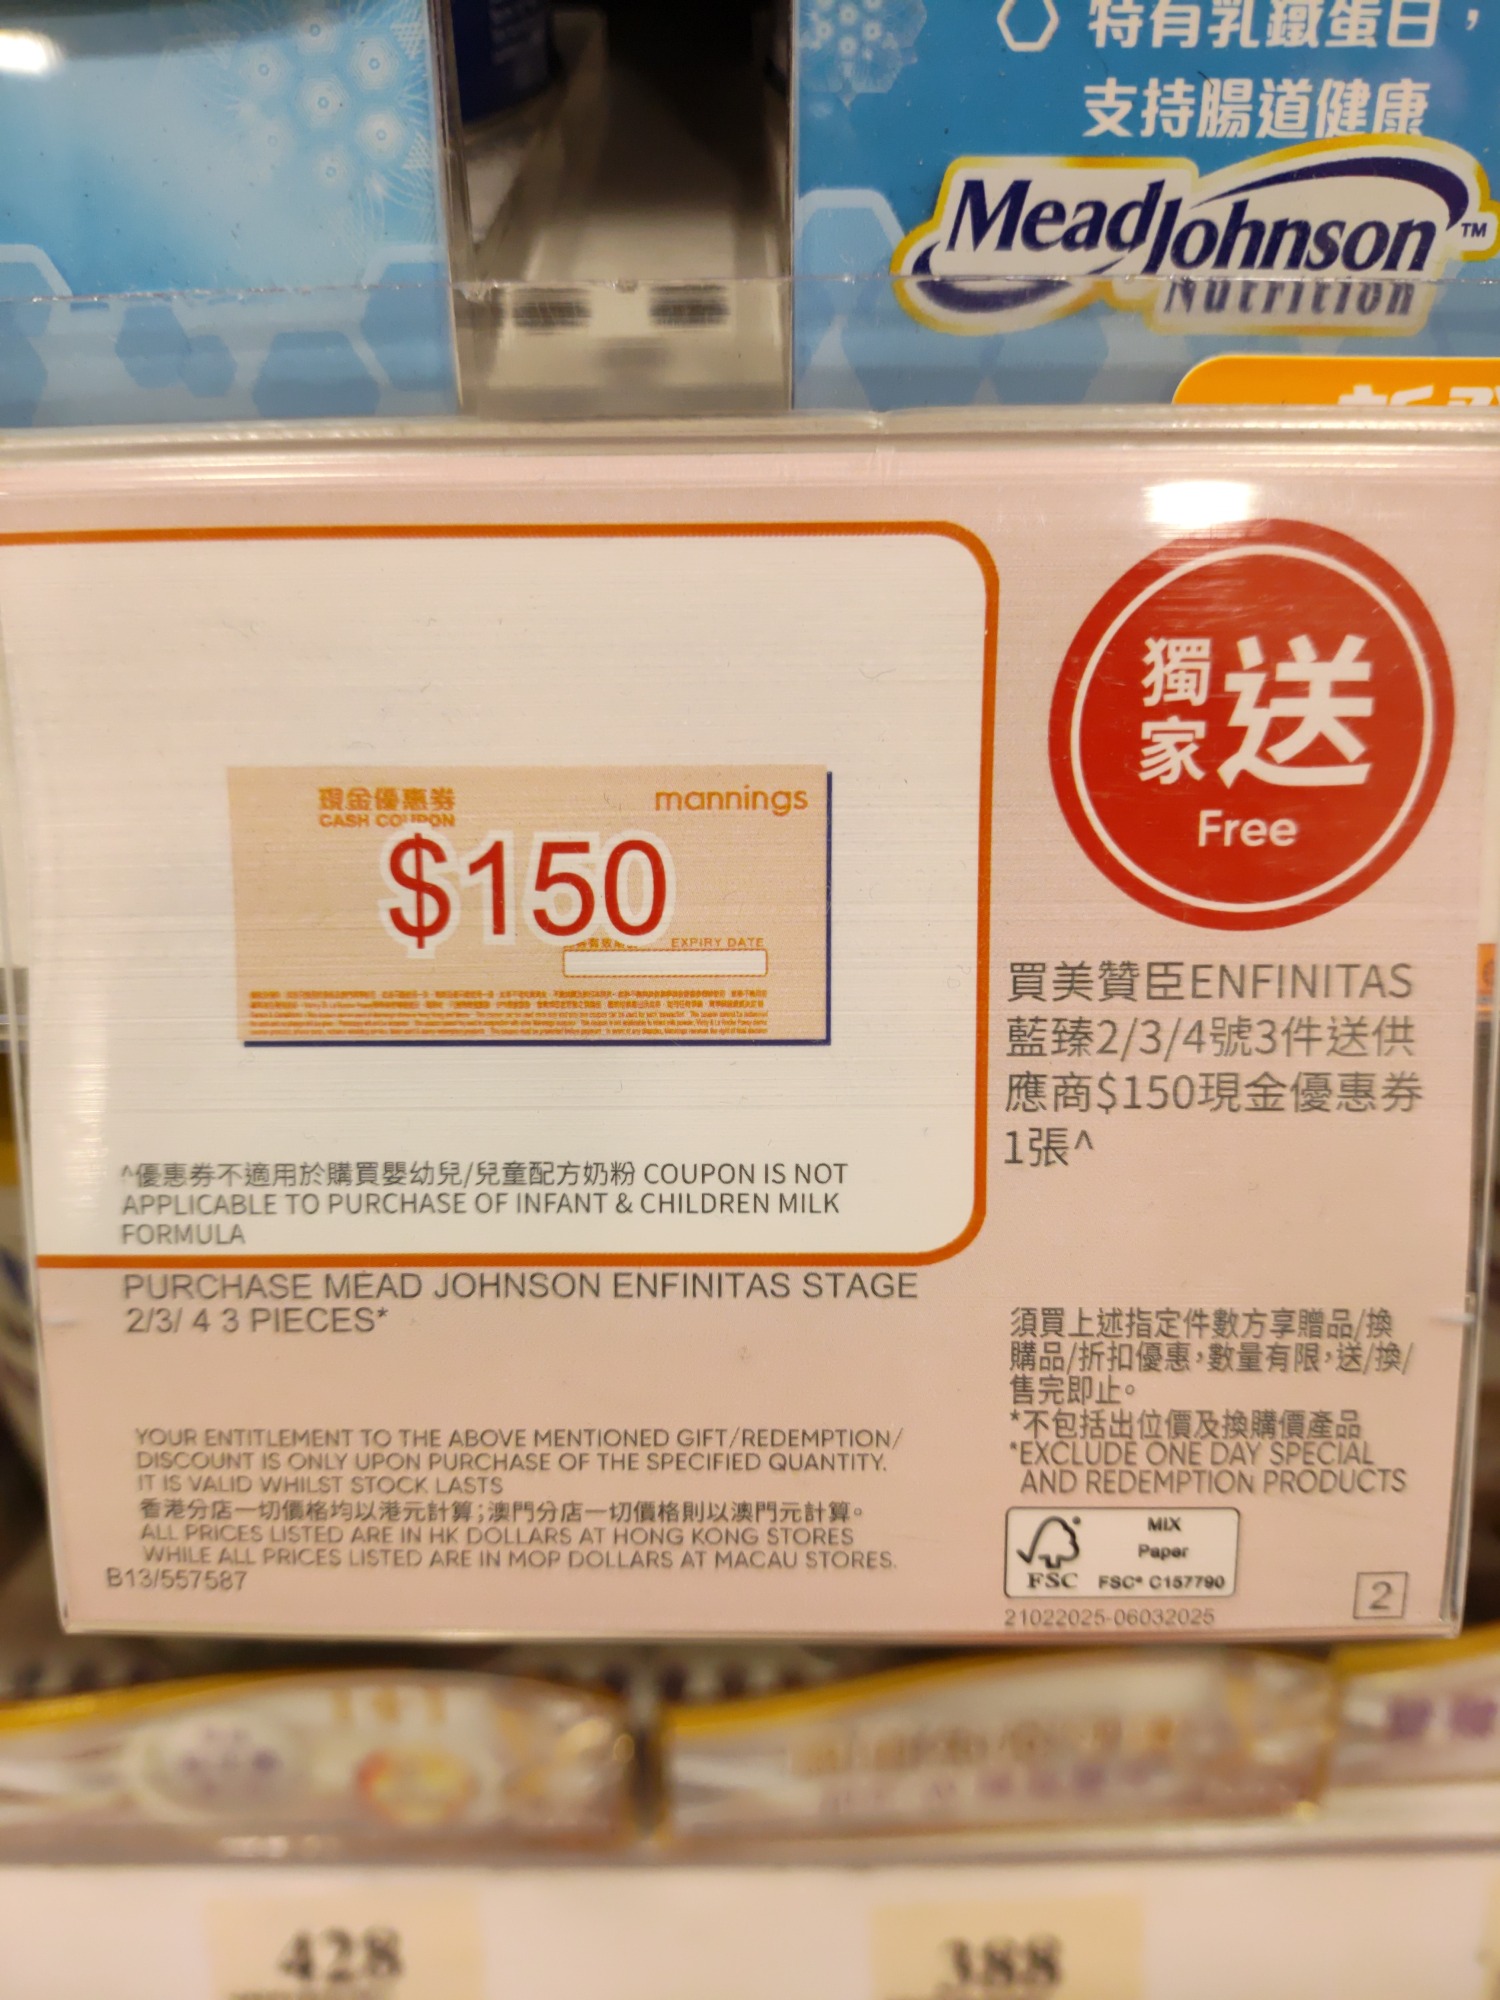 特有乳鐵蛋白，
支持腸道健康
MeadJohnson™
Nutrition
獨家送
Free
現金優惠券
CASH COUPON
mannings
$150
EXPIRY DATE
買美贊臣ENFINITAS
藍臻2/3/4號3件送供
應商$150現金優惠券
1張^
^優惠券不適用於購買嬰幼兒/兒童配方奶粉 COUPON IS NOT
APPLICABLE TO PURCHASE OF INFANT & CHILDREN MILK
FORMULA
PURCHASE MEAD JOHNSON ENFINITAS STAGE
2/3/ 4 3 PIECES*
須買上述指定件數方享贈品/換
購品/折扣優惠，數量有限，送/換/
售完即止。
*不包括出位價及換購價產品
*EXCLUDE ONE DAY SPECIAL
AND REDEMPTION PRODUCTS
YOUR ENTITLEMENT TO THE ABOVE MENTIONED GIFT/REDEMPTION/
DISCOUNT IS ONLY UPON PURCHASE OF THE SPECIFIED QUANTITY.
IT IS VALID WHILST STOCK LASTS
香港分店一切價格均以港元計算；澳門分店一切價格則以澳門元計算。
ALL PRICES LISTED ARE IN HK DOLLARS AT HONG KONG STORES
WHILE ALL PRICES LISTED ARE IN MOP DOLLARS AT MACAU STORES.
B13/557587
FSC
MIX
Paper
FSC® C157790
21022025-06032025
2
428
388